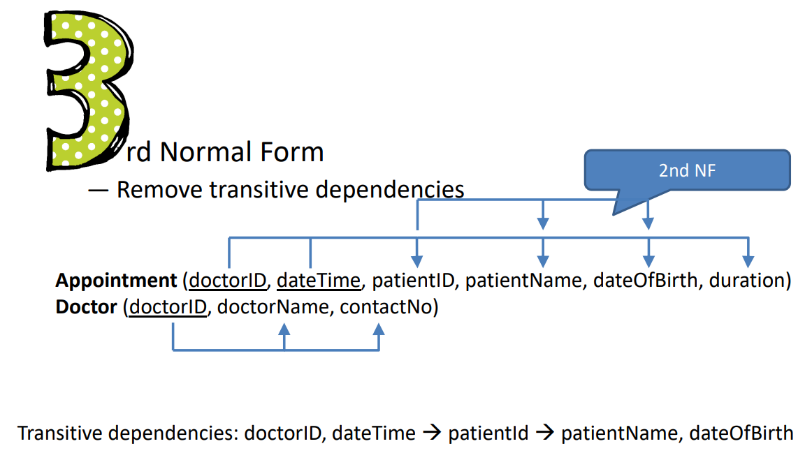 3rd Normal Form
— Remove transitive dependencies
2nd NF
Appointment (doctorID, dateTime, patientID, patientName, dateOfBirth, duration)
Doctor (doctorID, doctorName, contactNo)
Transitive dependencies: doctorID, dateTime → patientId → patientName, dateOfBirth